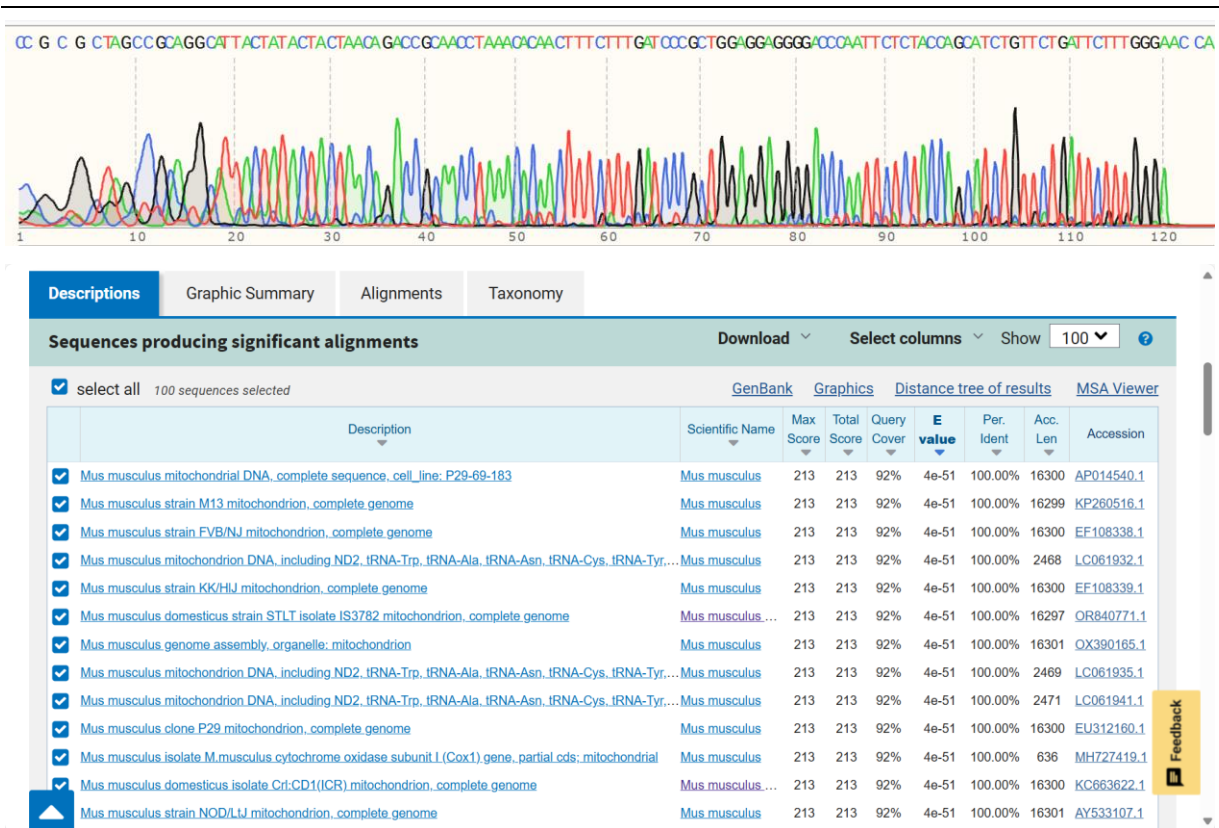 CC G C G CTAGCCGCAGGCATTACTATACTACTAACAGACCGCAACCTAAACACAACTTTCTTTGATCCCGCTGGAGGAGGGGACCCAATTCTCTACCAGCATCTGTTCTGATTCTTTGGGAACCCA
1 10 20 30 40 50 60 70 80 90 100 110 120
Descriptions Graphic Summary Alignments Taxonomy
Sequences producing significant alignments Download Select columns Show 100 ?
select all 100 sequences selected GenBank Graphics Distance tree of results MSA Viewer
Description Scientific Name Max Score Total Score Query Cover E value Per. Ident Acc. Len Accession
Mus musculus mitochondrial DNA, complete sequence, cell_line: P29-69-183 Mus musculus 213 213 92% 4e-51 100.00% 16300 AP014540.1
Mus musculus strain M13 mitochondrion, complete genome Mus musculus 213 213 92% 4e-51 100.00% 16299 KP260516.1
Mus musculus strain FVB/NJ mitochondrion, complete genome Mus musculus 213 213 92% 4e-51 100.00% 16300 EF108338.1
Mus musculus mitochondrion DNA, including ND2, tRNA-Trp, tRNA-Ala, tRNA-Asn, tRNA-Cys, tRNA-Tyr,... Mus musculus 213 213 92% 4e-51 100.00% 2468 LC061932.1
Mus musculus strain KK/HIJ mitochondrion, complete genome Mus musculus 213 213 92% 4e-51 100.00% 16300 EF108339.1
Mus musculus domesticus strain STLT isolate IS3782 mitochondrion, complete genome Mus musculus ... 213 213 92% 4e-51 100.00% 16297 OR840771.1
Mus musculus genome assembly, organelle: mitochondrion Mus musculus 213 213 92% 4e-51 100.00% 16301 OX390165.1
Mus musculus mitochondrion DNA, including ND2, tRNA-Trp, tRNA-Ala, tRNA-Asn, tRNA-Cys, tRNA-Tyr,... Mus musculus 213 213 92% 4e-51 100.00% 2469 LC061935.1
Mus musculus mitochondrion DNA, including ND2, tRNA-Trp, tRNA-Ala, tRNA-Asn, tRNA-Cys, tRNA-Tyr,... Mus musculus 213 213 92% 4e-51 100.00% 2471 LC061941.1
Mus musculus clone P29 mitochondrion, complete genome Mus musculus 213 213 92% 4e-51 100.00% 16300 EU312160.1
Mus musculus isolate M.musculus cytochrome oxidase subunit I (Cox1) gene, partial cds; mitochondrial Mus musculus 213 213 92% 4e-51 100.00% 636 MH727419.1
Mus musculus domesticus isolate Crl:CD1(ICR) mitochondrion, complete genome Mus musculus ... 213 213 92% 4e-51 100.00% 16300 KC663622.1
Mus musculus strain NOD/LtJ mitochondrion, complete genome Mus musculus 213 213 92% 4e-51 100.00% 16301 AY533107.1
Feedback